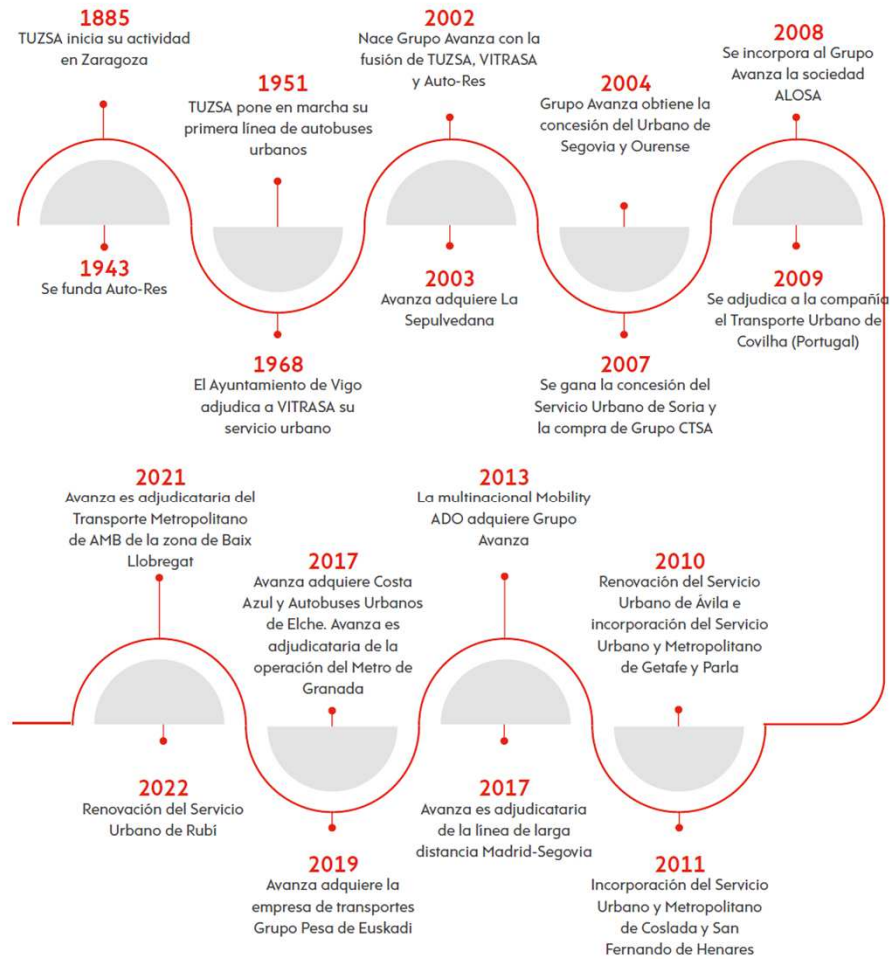 1885
TUZSA inicia su actividad
en Zaragoza
1943
Se funda Auto-Res
1951
TUZSA pone en marcha su
primera línea de autobuses
urbanos
1968
El Ayuntamiento de Vigo
adjudica a VITRASA su
servicio urbano
2002
Nace Grupo Avanza con la
fusión de TUZSA, VITRASA
y Auto-Res
2003
Avanza adquiere La
Sepulvedana
2004
Grupo Avanza obtiene la
concesión del Urbano de
Segovia y Ourense
2007
Se gana la concesión del
Servicio Urbano de Soria y
la compra de Grupo CTSA
2008
Se incorpora al Grupo
Avanza la sociedad
ALOSA
2009
Se adjudica a la compañía
el Transporte Urbano de
Covilha (Portugal)
2010
Renovación del Servicio
Urbano de Ávila e
incorporación del Servicio
Urbano y Metropolitano
de Getafe y Parla
2011
Incorporación del Servicio
Urbano y Metropolitano
de Coslada y San
Fernando de Henares
2013
La multinacional Mobility
ADO adquiere Grupo
Avanza
2017
Avanza es adjudicataria
de la línea de larga
distancia Madrid-Segovia
2017
Avanza adquiere Costa
Azul y Autobuses Urbanos
de Elche. Avanza es
adjudicataria de la
operación del Metro de
Granada
2019
Avanza adquiere la
empresa de transportes
Grupo Pesa de Euskadi
2021
Avanza es adjudicataria del
Transporte Metropolitano
de AMB de la zona de Baix
Llobregat
2022
Renovación del Servicio
Urbano de Rubí